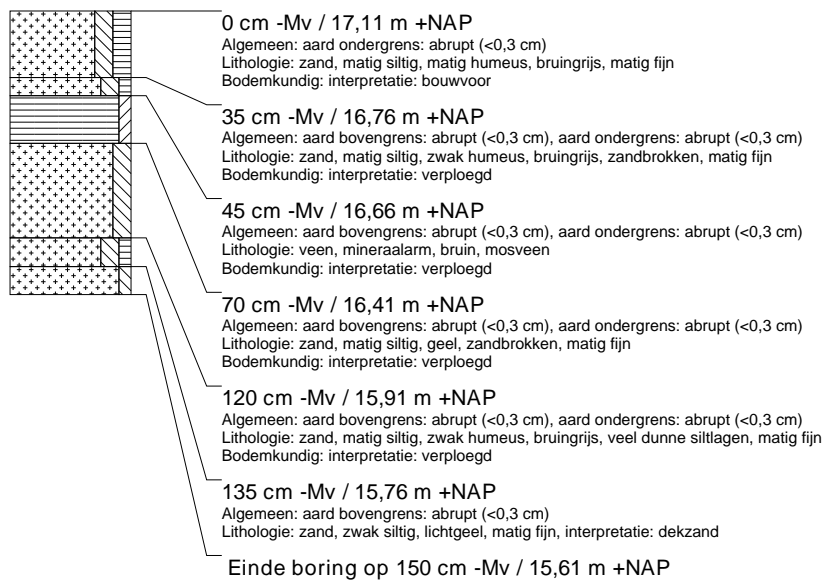 0 cm -Mv / 17,11 m +NAP
Algemeen: aard ondergrens: abrupt (<0,3 cm)
Lithologie: zand, matig siltig, matig humeus, bruingrijs, matig fijn
Bodemkundig: interpretatie: bouwvoor
35 cm -Mv / 16,76 m +NAP
Algemeen: aard bovengrens: abrupt (<0,3 cm), aard ondergrens: abrupt (<0,3 cm)
Lithologie: zand, matig siltig, zwak humeus, bruingrijs, zandbrokken, matig fijn
Bodemkundig: interpretatie: verploegd
45 cm -Mv / 16,66 m +NAP
Algemeen: aard bovengrens: abrupt (<0,3 cm), aard ondergrens: abrupt (<0,3 cm)
Lithologie: veen, mineraalarm, bruin, mosveen
Bodemkundig: interpretatie: verploegd
70 cm -Mv / 16,41 m +NAP
Algemeen: aard bovengrens: abrupt (<0,3 cm), aard ondergrens: abrupt (<0,3 cm)
Lithologie: zand, matig siltig, geel, zandbrokken, matig fijn
Bodemkundig: interpretatie: verploegd
120 cm -Mv / 15,91 m +NAP
Algemeen: aard bovengrens: abrupt (<0,3 cm), aard ondergrens: abrupt (<0,3 cm)
Lithologie: zand, matig siltig, zwak humeus, bruingrijs, veel dunne siltlagen, matig fijn
Bodemkundig: interpretatie: verploegd
135 cm -Mv / 15,76 m +NAP
Algemeen: aard bovengrens: abrupt (<0,3 cm)
Lithologie: zand, zwak siltig, lichtgeel, matig fijn, interpretatie: dekzand
Einde boring op 150 cm -Mv / 15,61 m +NAP